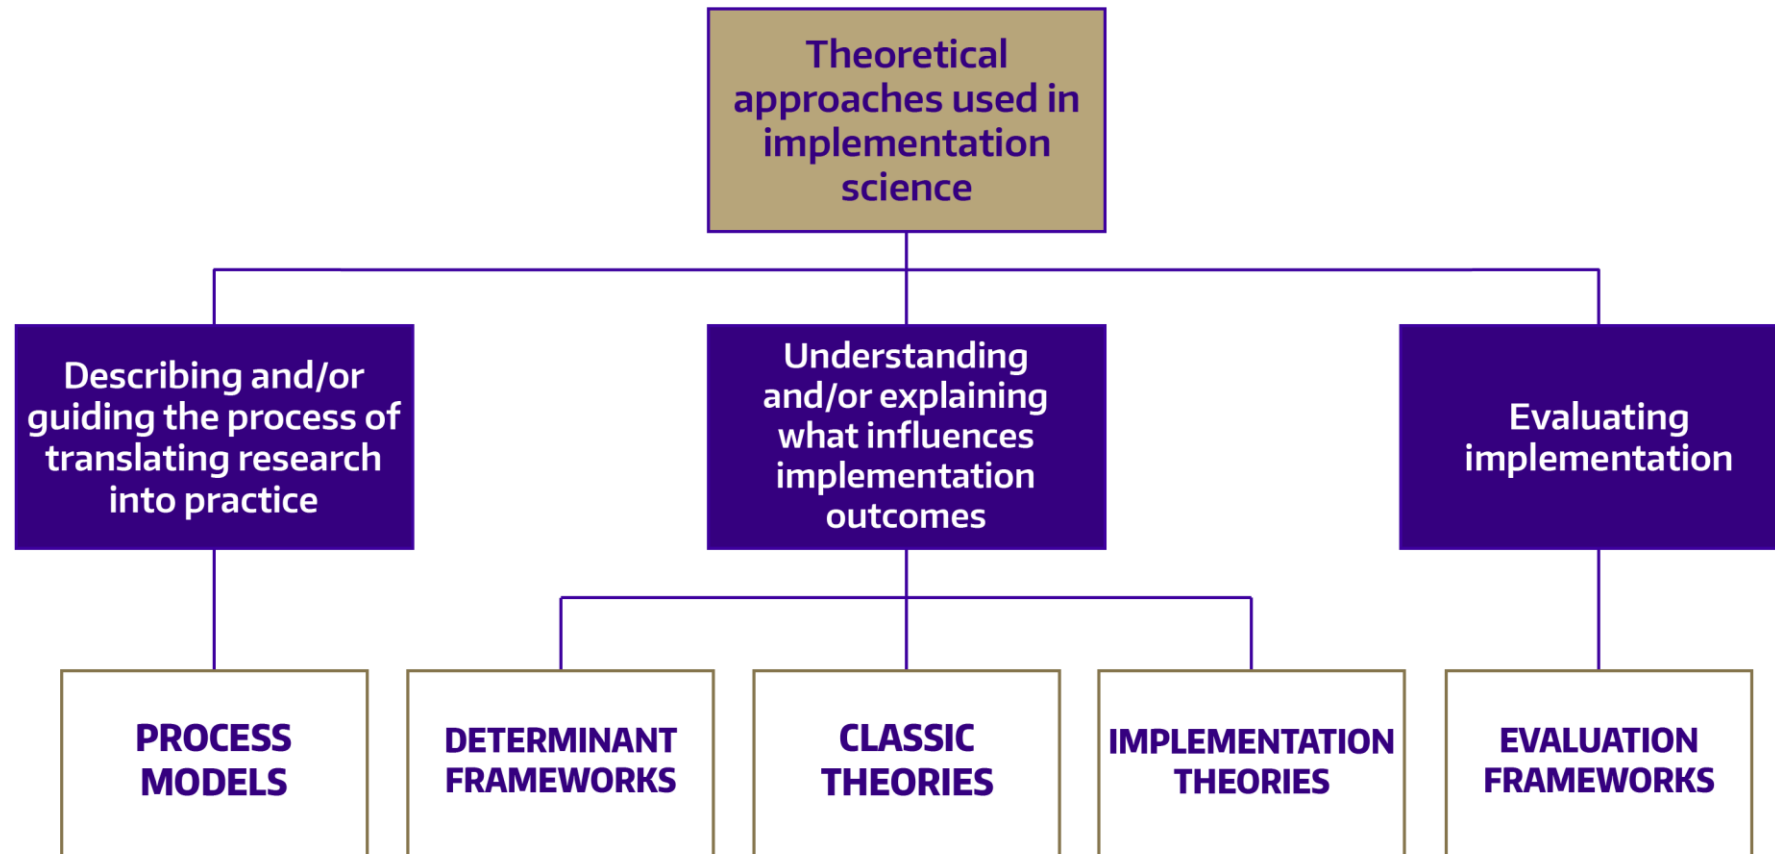 Theoretical
approaches used in
implementation
science
Describing and/or
guiding the process of
translating research
into practice
Understanding
and/or explaining
what influences
implementation
outcomes
Evaluating
implementation
PROCESS
MODELS
DETERMINANT
FRAMEWORKS
CLASSIC
THEORIES
IMPLEMENTATION
THEORIES
EVALUATION
FRAMEWORKS